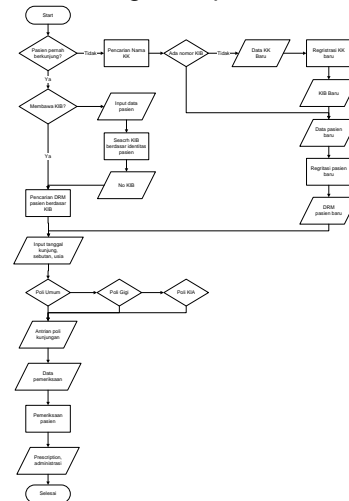 Start
Pasien pernah
berkunjung?
Tidak
Pencarian Nama
KK
Ada nomor KIB
Tidak
Data KK
Baru
Registrasi KK
baru
Ya
KIB Baru
Membawa KIB?
Input data
pasien
Search KIB
berdasar identitas
pasien
Data pasien
baru
Ya
No KIB
Regritasi pasien
baru
Pencarian DRM
pasien berdasar
KIB
DRM
pasien baru
Input tanggal
kunjung,
sebutan, usia
Poli Umum
Poli Gigi
Poli KIA
Antrian poli
kunjungan
Data
pemeriksaan
Pemeriksaan
pasien
Prescription,
administrasi
Selesai